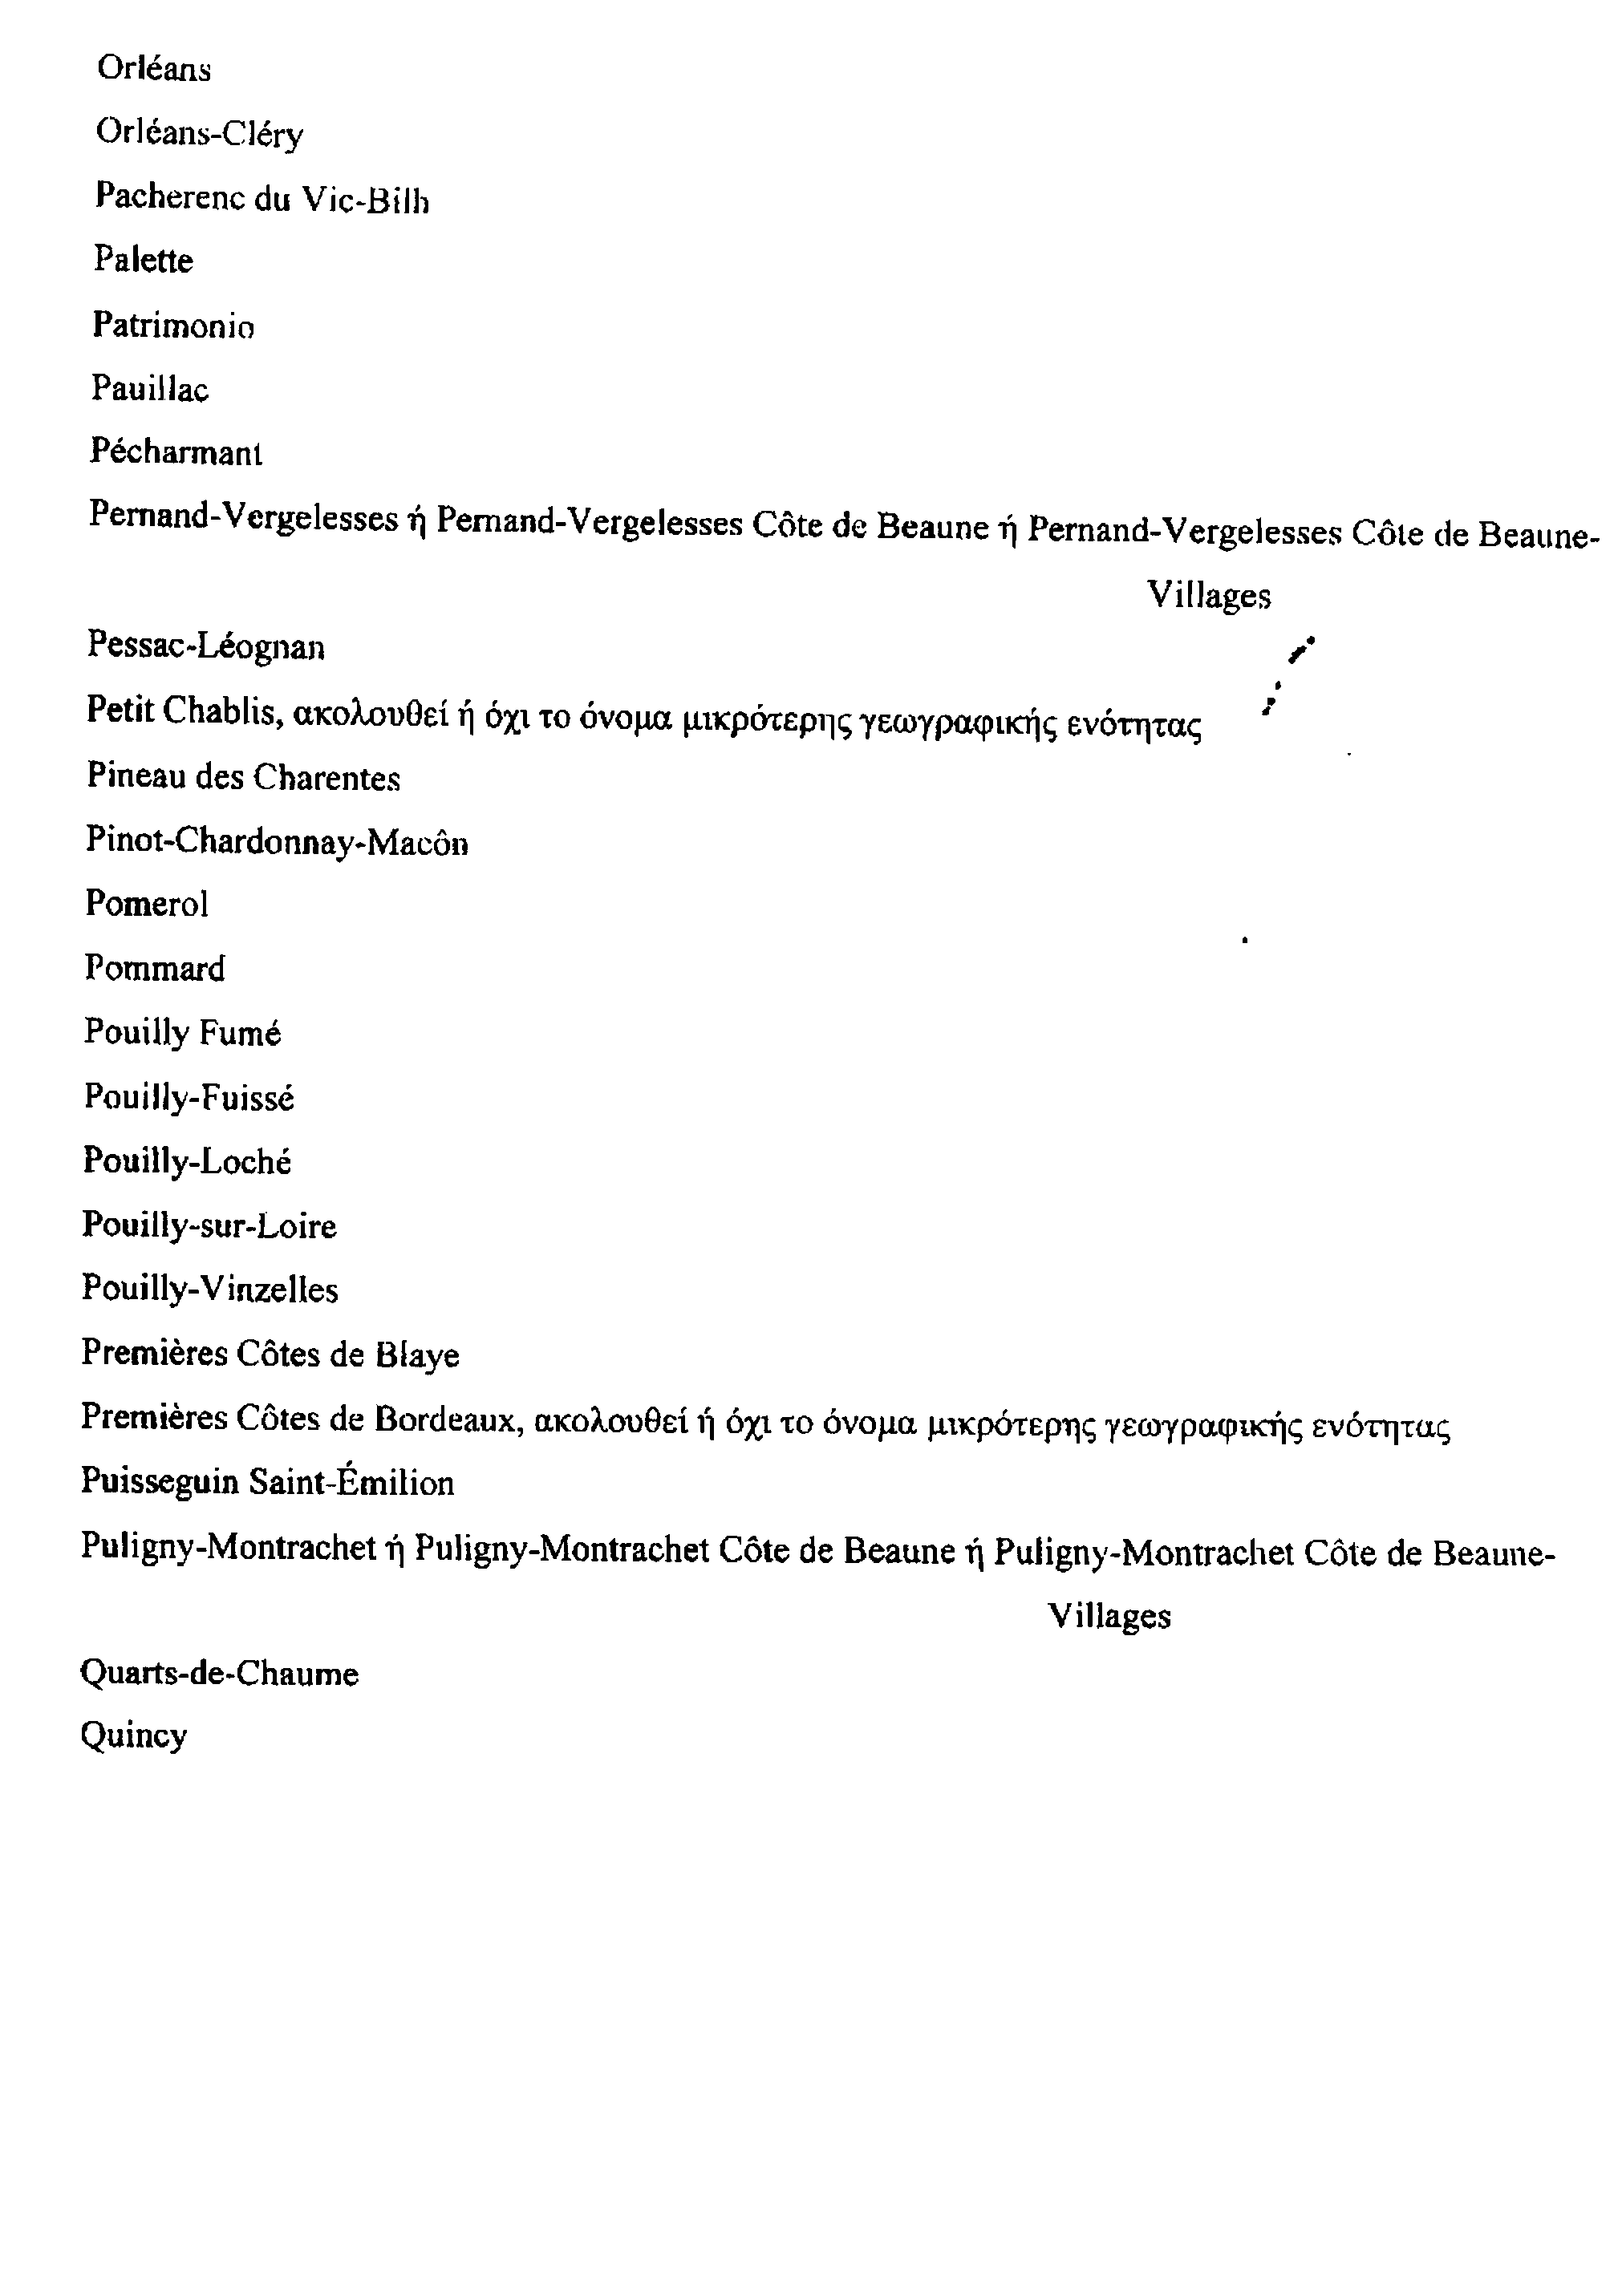 Orléans
Orléans-Cléry
Pacherenc du Vic-Bilh
Palette
Patrimonio
Pauillac
Pécharmant
Pernand-Vergelesses ή Pernand-Vergelesses Côte de Beaune ή Pernand-Vergelesses Côte de Beaune-
Villages
Pessac-Léognan
Petit Chablis, ακολουθεί ή όχι το όνομα μικρότερης γεωγραφικής ενότητας
Pineau des Charentes
Pinot-Chardonnay-Macôn
Pomerol
Pommard
Pouilly Fumé
Pouilly-Fuissé
Pouilly-Loché
Pouilly-sur-Loire
Pouilly-Vinzelles
Premières Côtes de Blaye
Premières Côtes de Bordeaux, ακολουθεί ή όχι το όνομα μικρότερης γεωγραφικής ενότητας
Puisseguin Saint-Émilion
Puligny-Montrachet ή Puligny-Montrachet Côte de Beaune ή Puligny-Montrachet Côte de Beaune-
Villages
Quarts-de-Chaume
Quincy